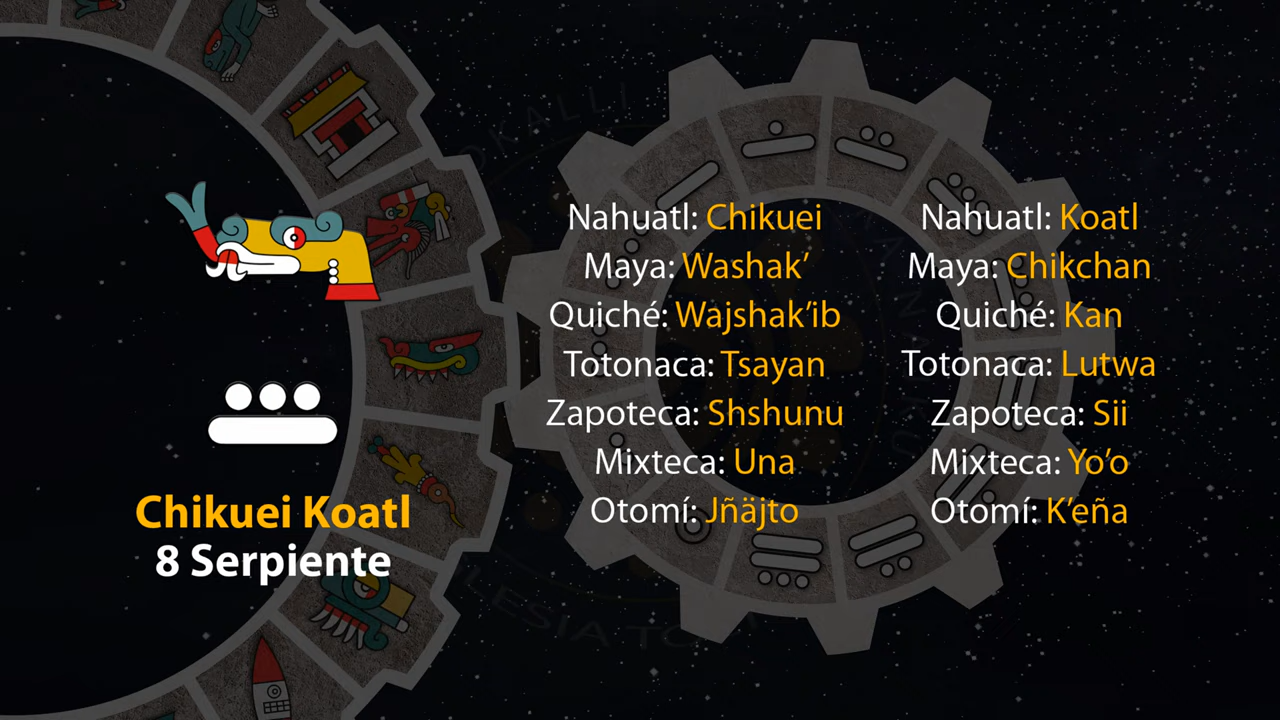 Chikuei Koatl
8 Serpiente
Nahuatl: Chikuei
Maya: Washak’
Quiché: Wajshak’ib
Totonaca: Tsayan
Zapoteca: Shshunu
Mixteca: Una
Otomí: Jñäjto
Nahuatl: Koatl
Maya: Chikchan
Quiché: Kan
Totonaca: Lutwa
Zapoteca: Sii
Mixteca: Yo’o
Otomí: K’eña